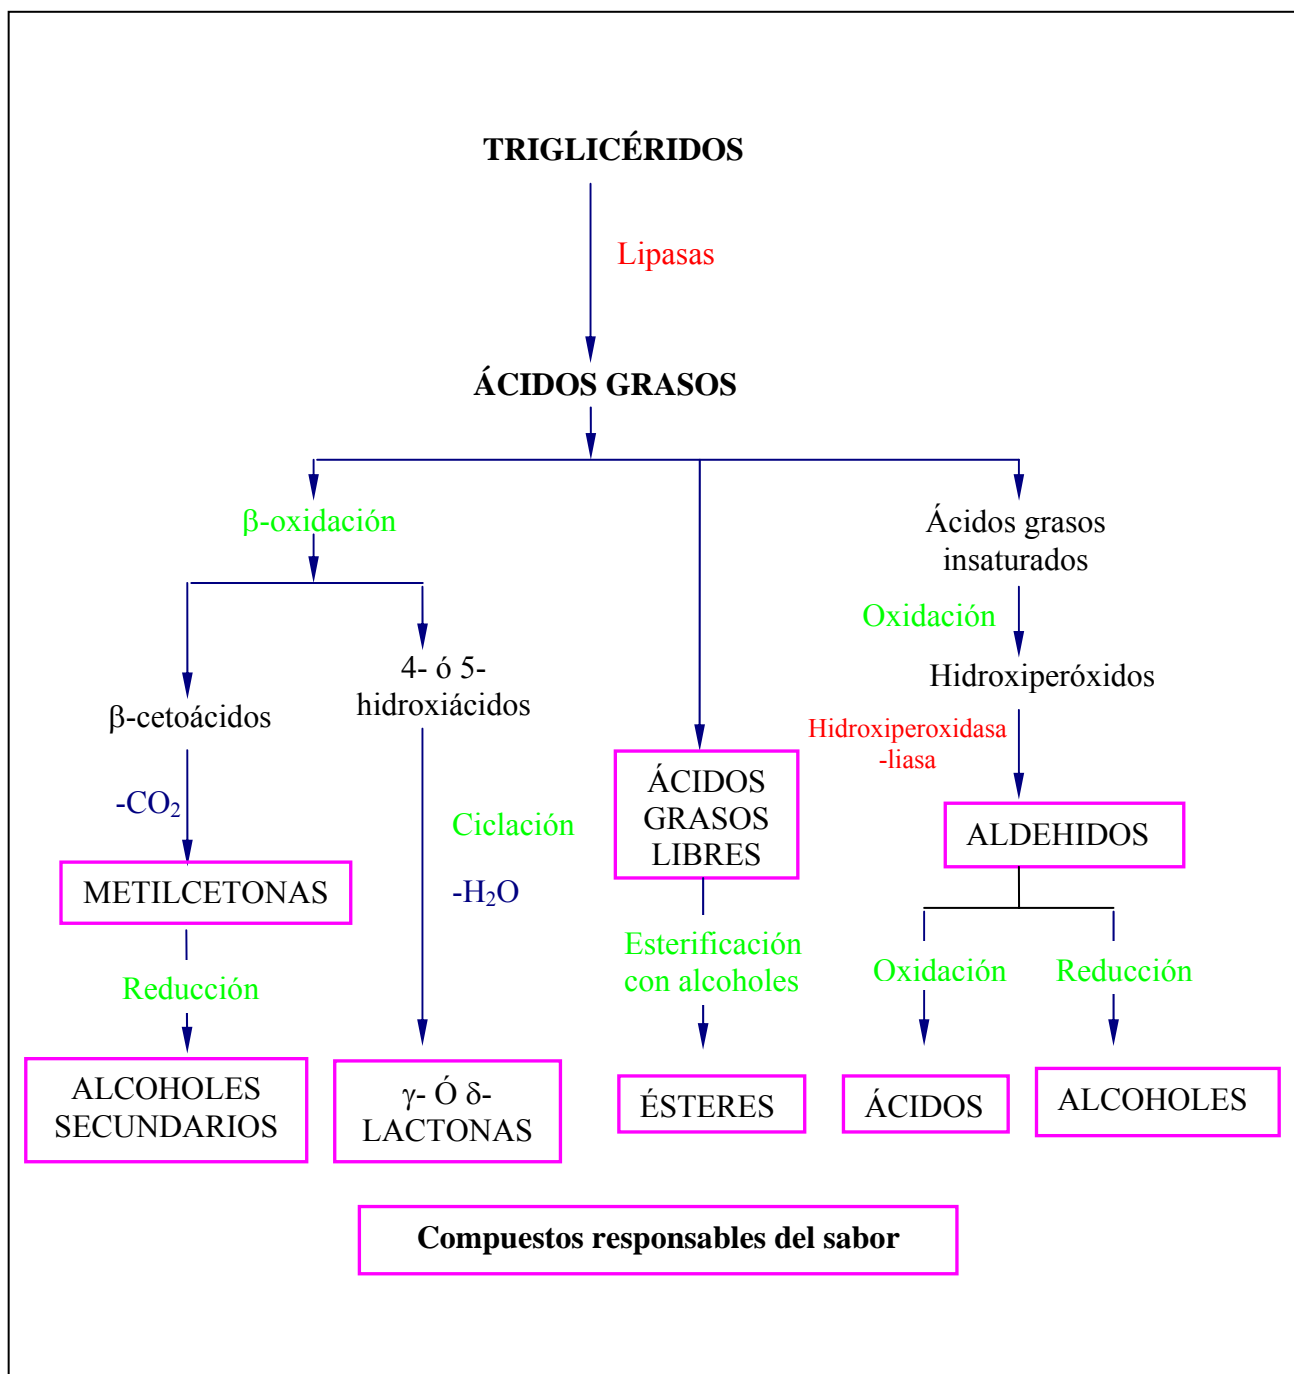 TRIGLICÉRIDOS
Lipasas
ÁCIDOS GRASOS
β-oxidación
Ácidos grasos
insaturados
Oxidación
4- ó 5-
hidroxiácidos
Hidroxiperóxidos
β-cetoácidos
Hidroxiperoxidasa
-liasa
-CO₂
Ciclación
ÁCIDOS
GRASOS
LIBRES
ALDEHIDOS
METILCETONAS
-H₂O
Esterificación
con alcoholes
Oxidación
Reducción
Reducción
ALCOHOLES
SECUNDARIOS
γ- Ó δ-
LACTONAS
ÉSTERES
ÁCIDOS
ALCOHOLES
Compuestos responsables del sabor